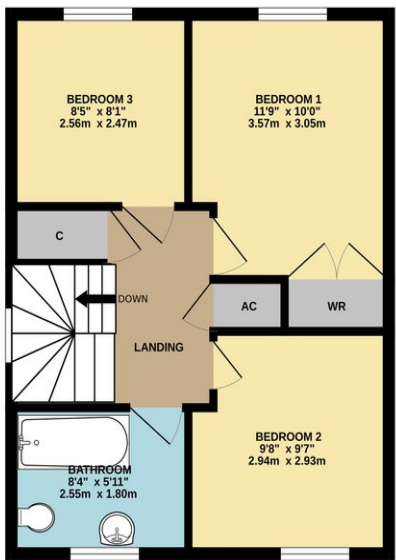 BEDROOM 3
8'5" x 8'1"
2.56m x 2.47m
BEDROOM 1
11'9" x 10'0"
3.57m x 3.05m
C
DOWN
AC
WR
LANDING
BEDROOM 2
9'8" x 9'7"
2.94m x 2.93m
BATHROOM
8'4" x 5'11"
2.55m x 1.80m